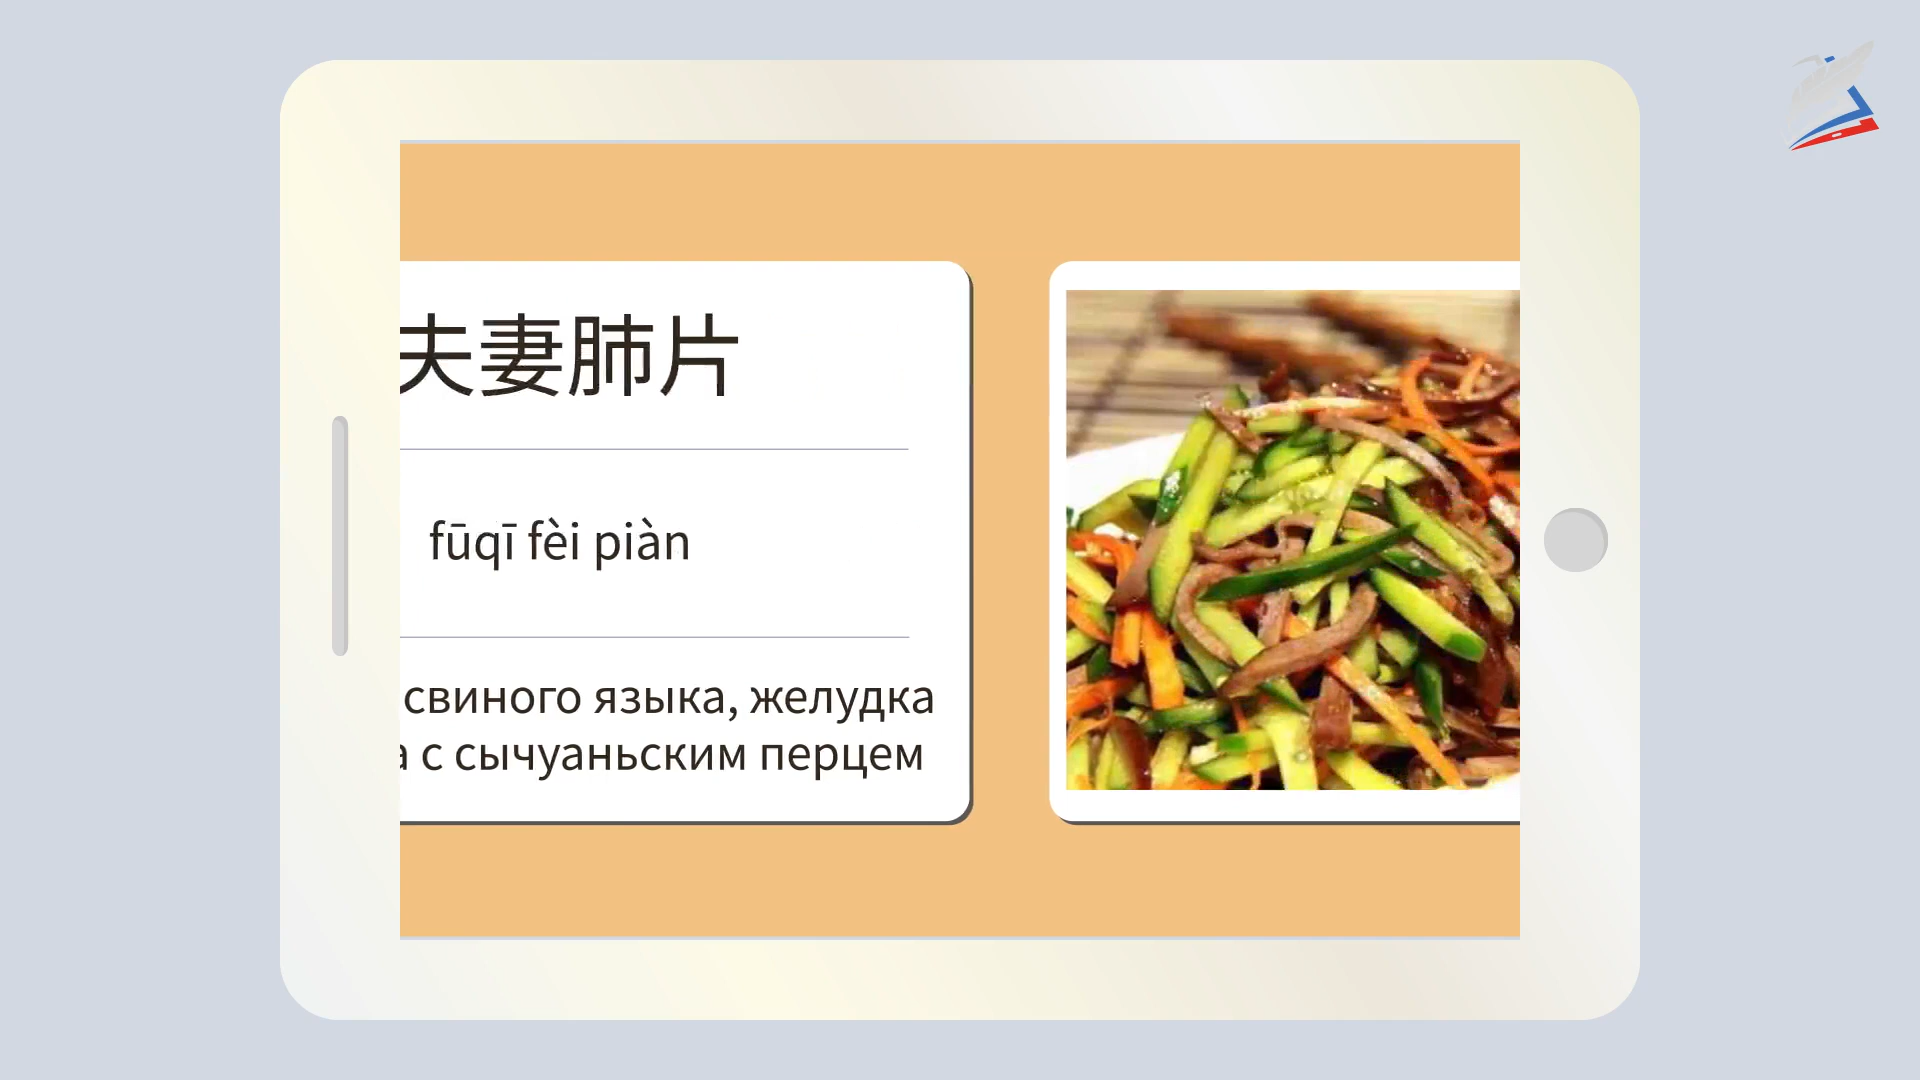 夫妻肺片
fūqī fèi piàn
свиного языка, желудка
с сычуаньским перцем